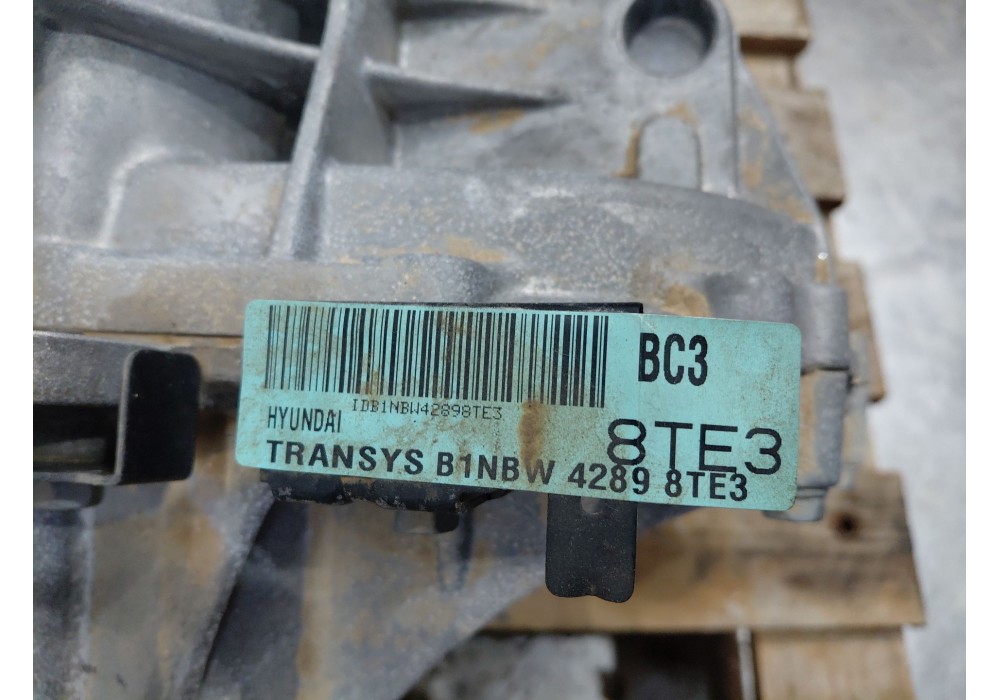 BC3
IDB1NBW42898TE3
HYUNDAI
8TE3
TRANSYS B1NBW 4289 8TE3